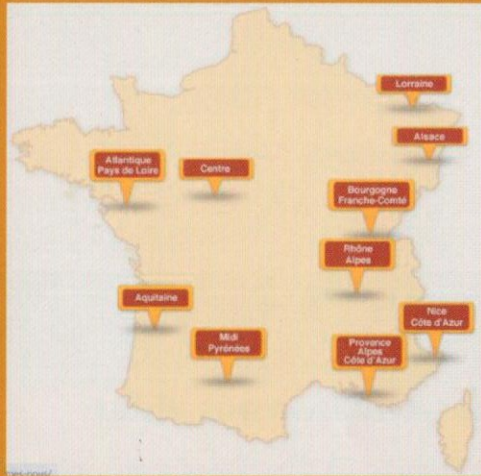 Lorraine
Alsace
Atlantique
Pays de Loire
Centre
Bourgogne
Franche-Comté
Rhône
Alpes
Aquitaine
Nice
Côte d'Azur
Midi
Pyrénées
Provence
Alpes
Côte d'Azur